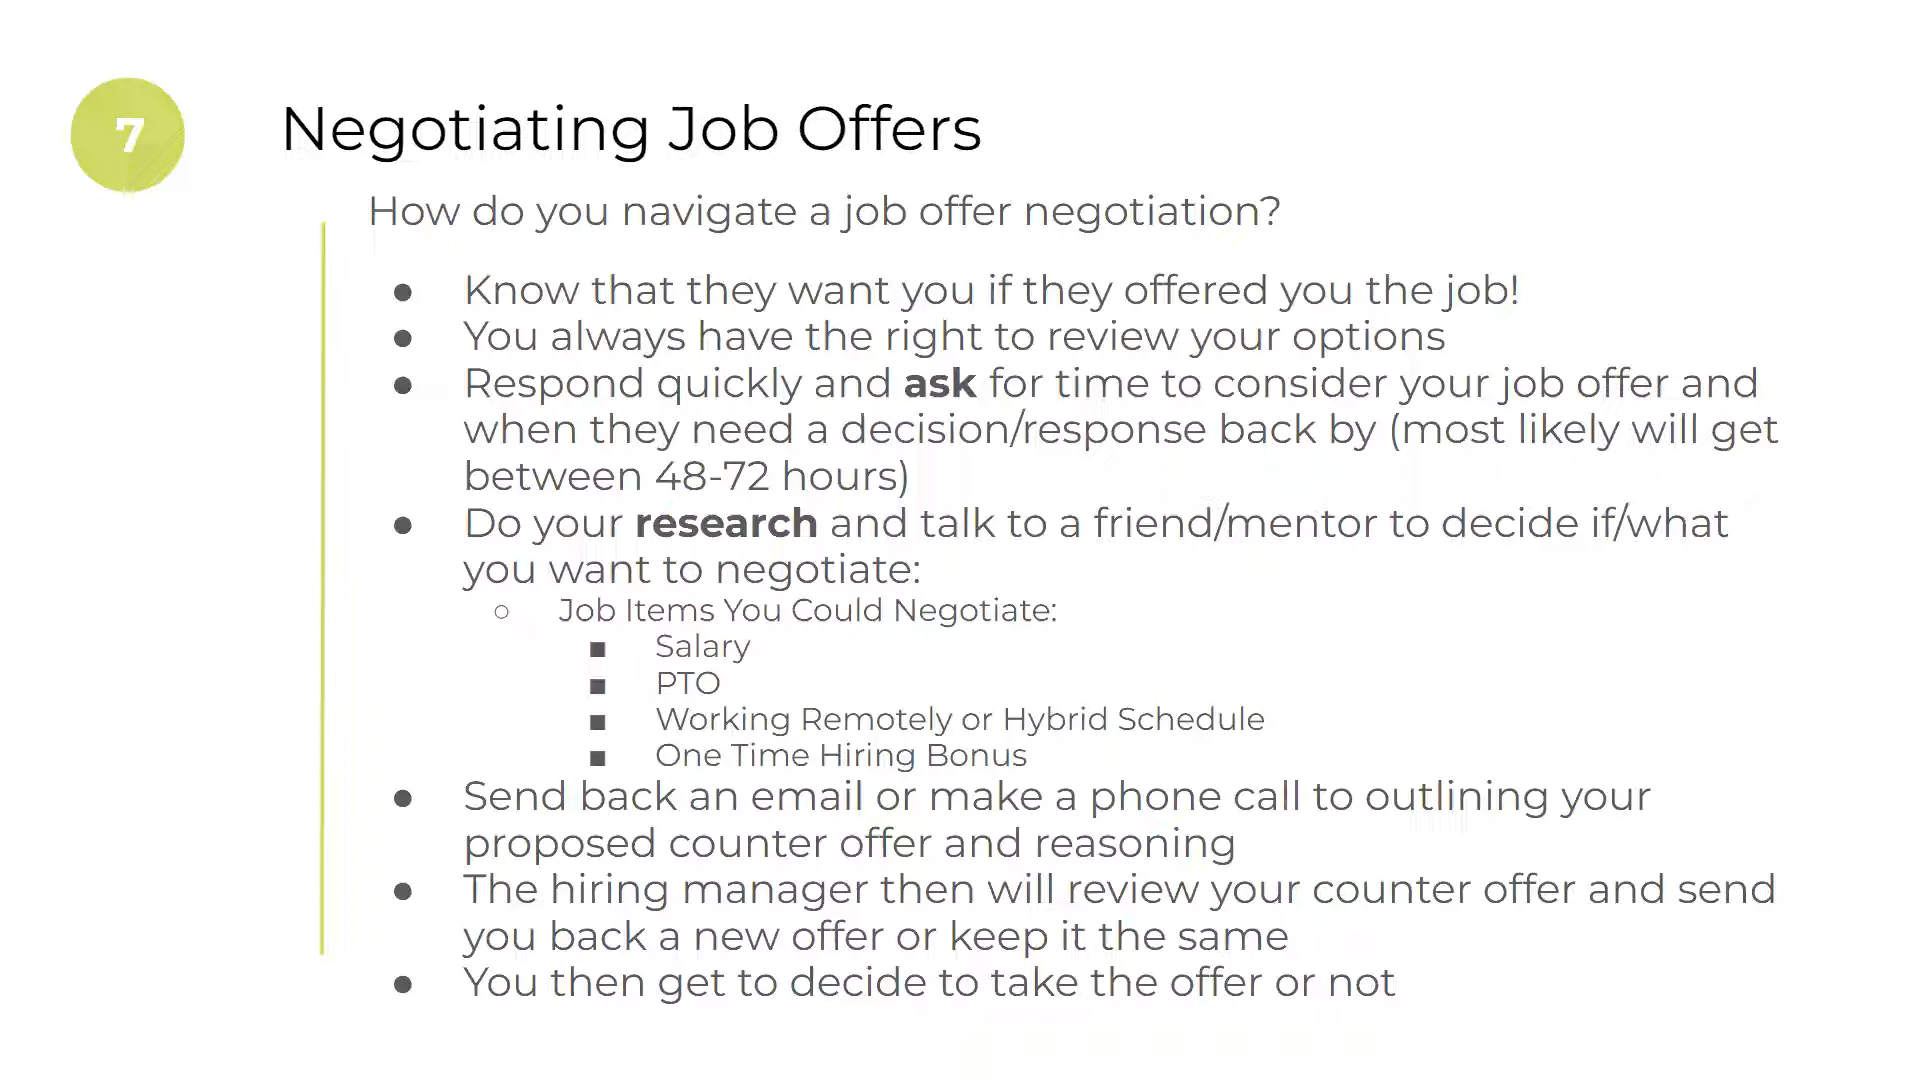 7
Negotiating Job Offers
How do you navigate a job offer negotiation?
● Know that they want you if they offered you the job!
● You always have the right to review your options
● Respond quickly and ask for time to consider your job offer and
when they need a decision/response back by (most likely will get
between 48-72 hours)
● Do your research and talk to a friend/mentor to decide if/what
you want to negotiate:
○ Job Items You Could Negotiate:
■ Salary
■ PTO
■ Working Remotely or Hybrid Schedule
■ One Time Hiring Bonus
● Send back an email or make a phone call to outlining your
proposed counter offer and reasoning
● The hiring manager then will review your counter offer and send
you back a new offer or keep it the same
● You then get to decide to take the offer or not